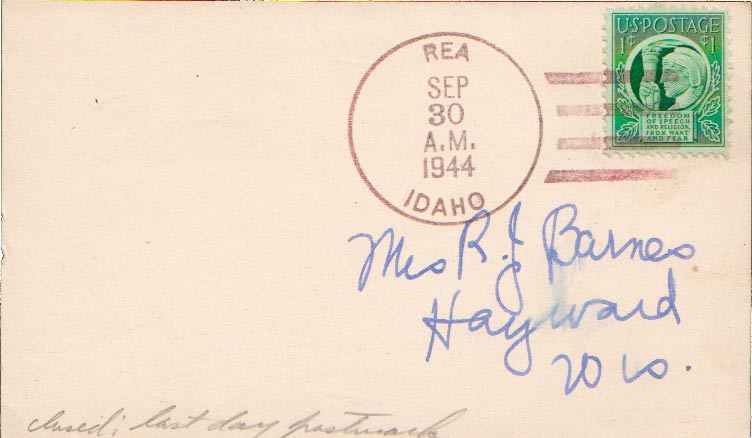 REA
SEP
30
A.M.
1944
IDAHO
U.S. POSTAGE
1¢ ¢1
FREEDOM
OF SPEECH
AND RELIGION,
FROM WANT
AND FEAR
Mrs R. J. Barnes
Hayward
Wis.
closed; last day postmark